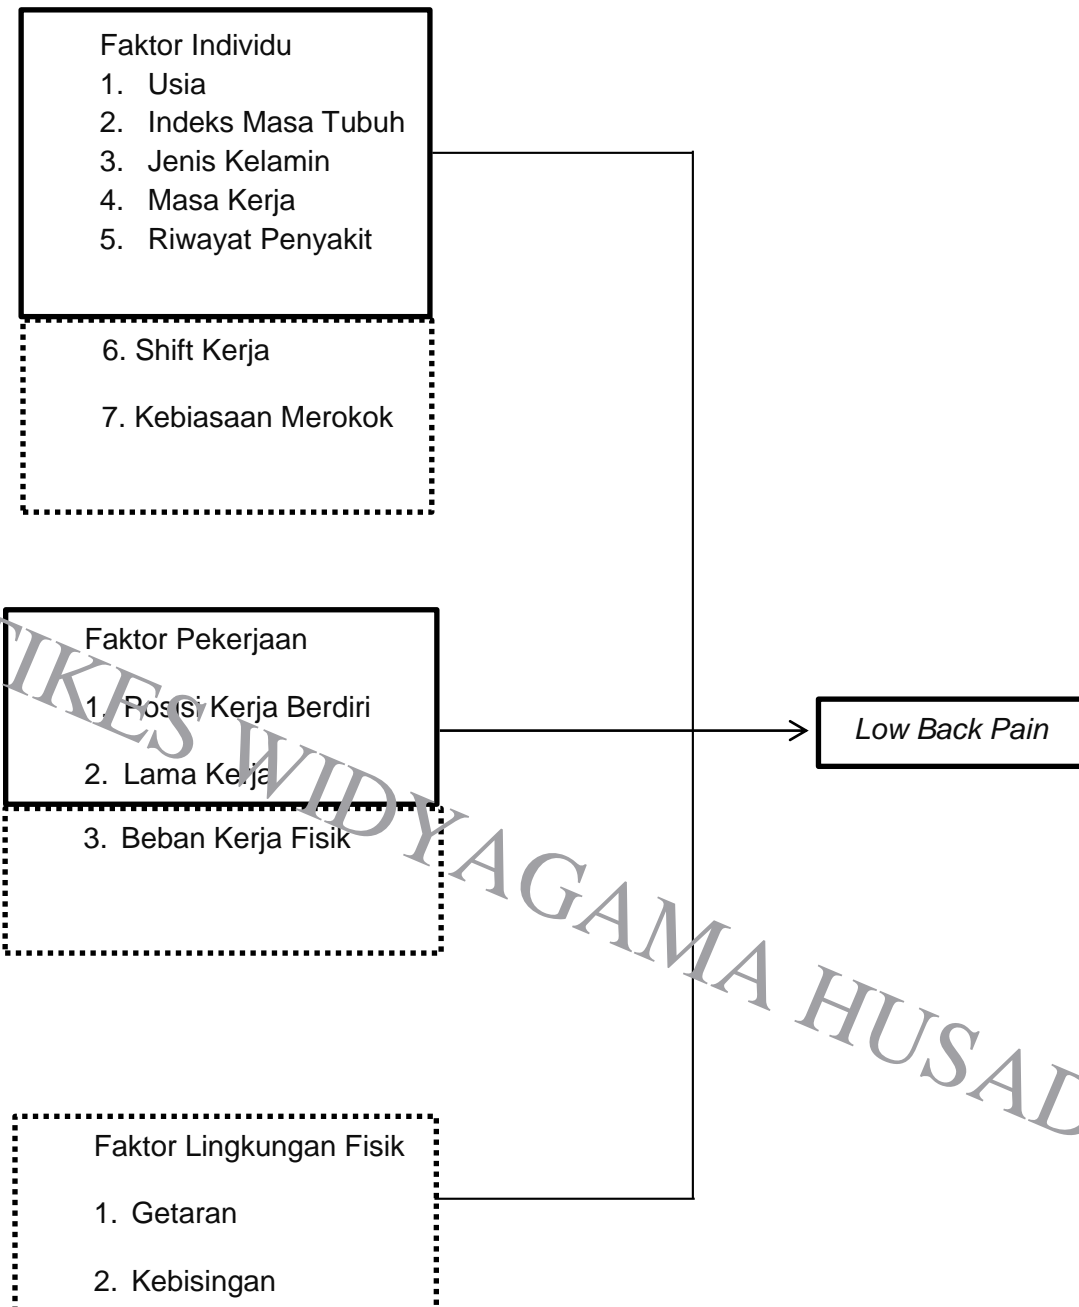 Faktor Individu
1. Usia
2. Indeks Masa Tubuh
3. Jenis Kelamin
4. Masa Kerja
5. Riwayat Penyakit
6. Shift Kerja
7. Kebiasaan Merokok
Faktor Pekerjaan
1. Posisi Kerja Berdiri
2. Lama Kerja
3. Beban Kerja Fisik
Low Back Pain
Faktor Lingkungan Fisik
1. Getaran
2. Kebisingan
TIKES WIDYAGAMA HUSAD